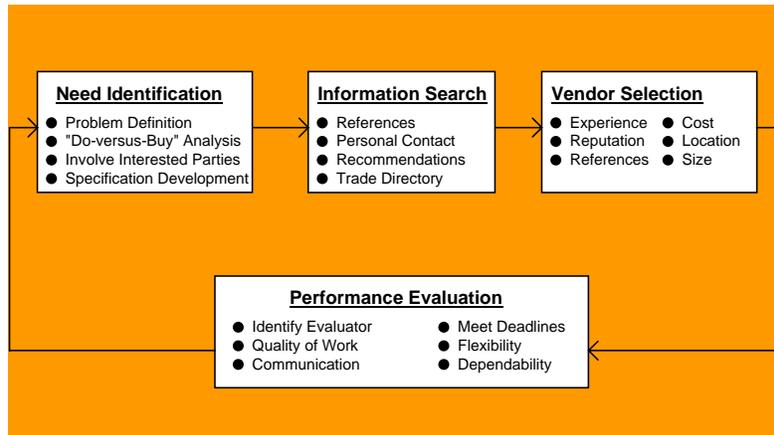 Need Identification
● Problem Definition
● "Do-versus-Buy" Analysis
● Involve Interested Parties
● Specification Development
Information Search
● References
● Personal Contact
● Recommendations
● Trade Directory
Vendor Selection
● Experience ● Cost
● Reputation ● Location
● References ● Size
Performance Evaluation
● Identify Evaluator ● Meet Deadlines
● Quality of Work ● Flexibility
● Communication ● Dependability